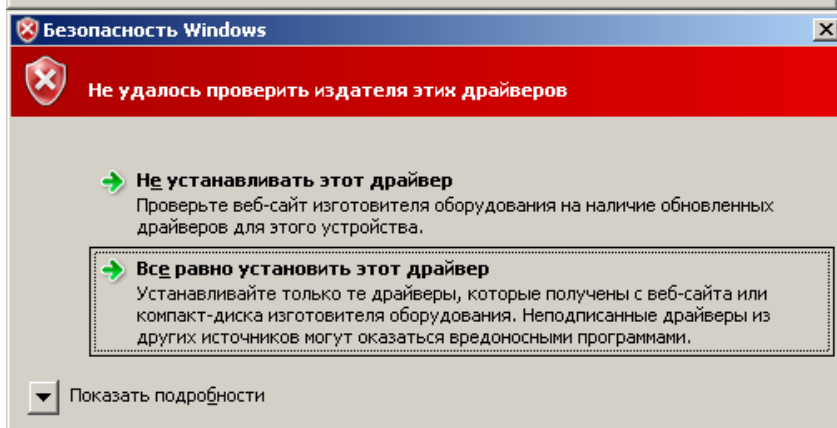 Безопасность Windows
Не удалось проверить издателя этих драйверов
Не устанавливать этот драйвер
Проверьте веб-сайт изготовителя оборудования на наличие обновленных
драйверов для этого устройства.
Все равно установить этот драйвер
Устанавливайте только те драйверы, которые получены с веб-сайта или
компакт-диска изготовителя оборудования. Неподписанные драйверы из
других источников могут оказаться вредоносными программами.
Показать подробности